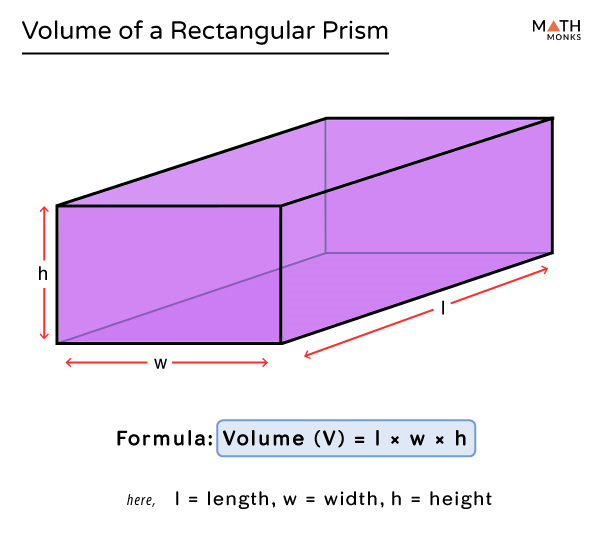 Volume of a Rectangular Prism
MATH
MONKS
h
l
w
Formula: Volume (V) = l × w × h
here, l = length, w = width, h = height